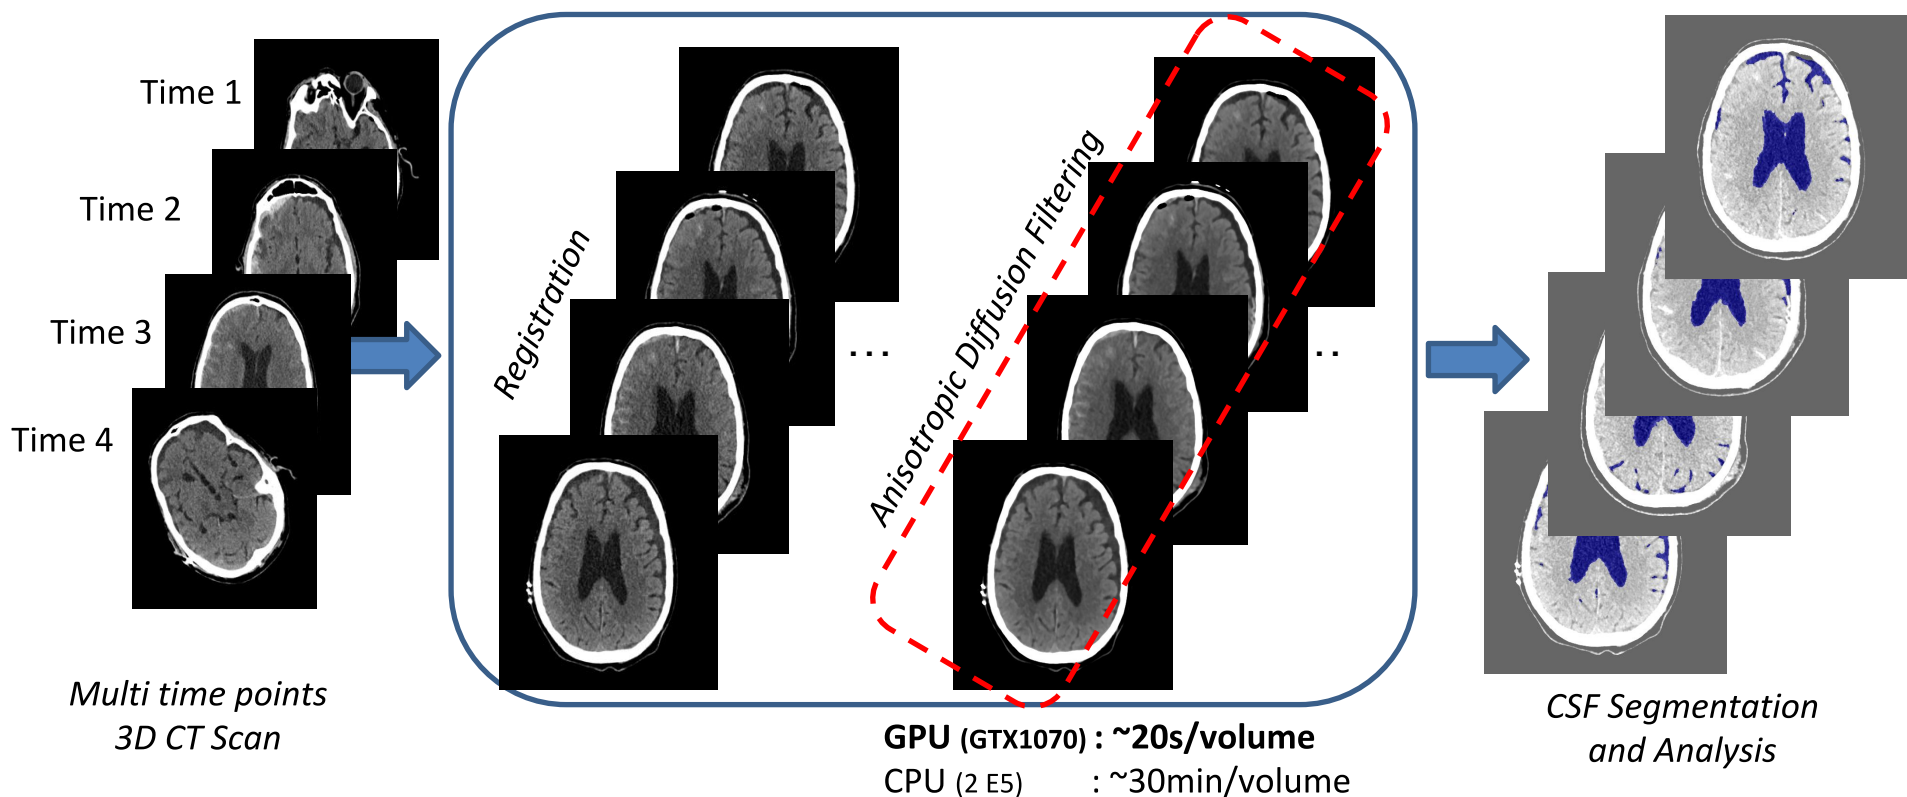 Time 1
Time 2
Time 3
Time 4
Multi time points
3D CT Scan
Registration
...
Anisotropic Diffusion Filtering
..
GPU (GTX1070) : ~20s/volume
CPU (2 E5) : ~30min/volume
CSF Segmentation
and Analysis